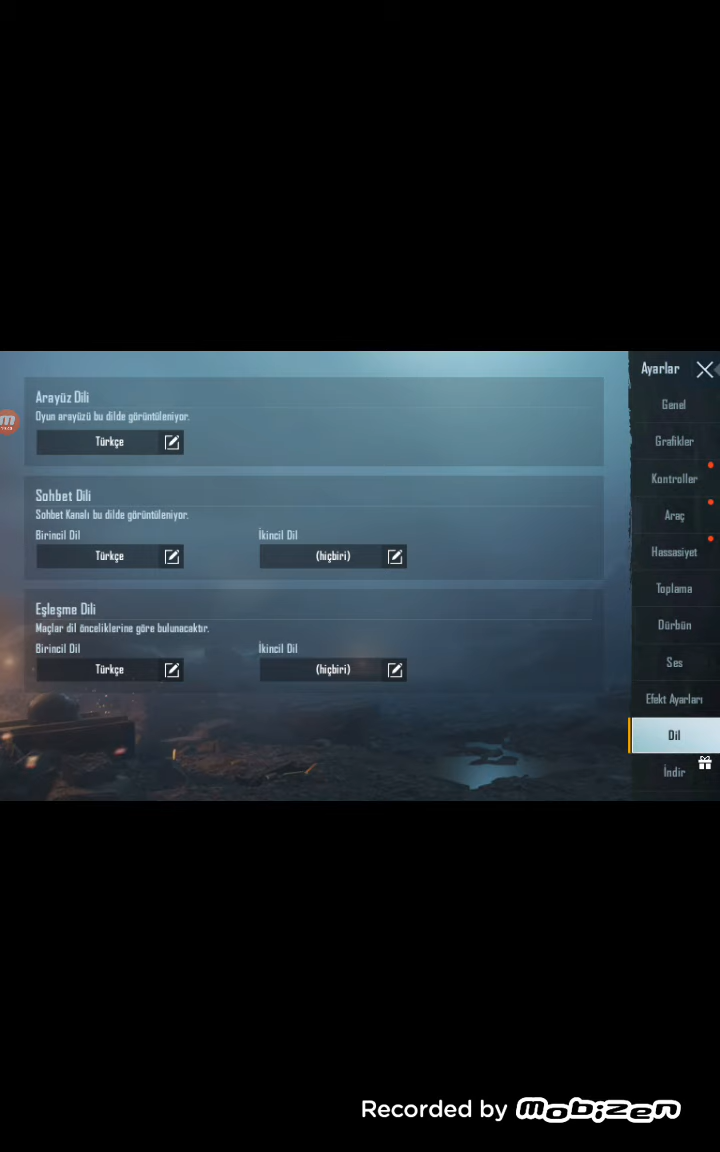 Ayarlar
Arayüz Dili
Oyun arayüzü bu dilde görüntüleniyor.
Türkçe
Sohbet Dili
Sohbet Kanalı bu dilde görüntüleniyor.
Birincil Dil
İkincil Dil
Türkçe
(hiçbiri)
Eşleşme Dili
Maçlar dil önceliklerine göre bulunacaktır.
Birincil Dil
İkincil Dil
Türkçe
(hiçbiri)
Genel
Grafikler
Kontroller
Araç
Hassasiyet
Toplama
Dürbün
Ses
Efekt Ayarları
Dil
İndir
Recorded by mobizen